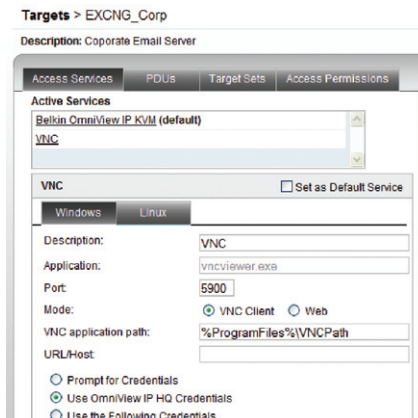 Targets > EXCNG_Corp
Description: Coporate Email Server
Access Services PDUs Target Sets Access Permissions
Active Services
Belkin OmniView IP KVM (default)
VNC
VNC Set as Default Service
Windows Linux
Description: VNC
Application: vncviewer.exe
Port: 5900
Mode: VNC Client Web
VNC application path: %ProgramFiles%\VNCPath
URL/Host:
Prompt for Credentials
Use OmniView IP HQ Credentials
Use the Following Credentials